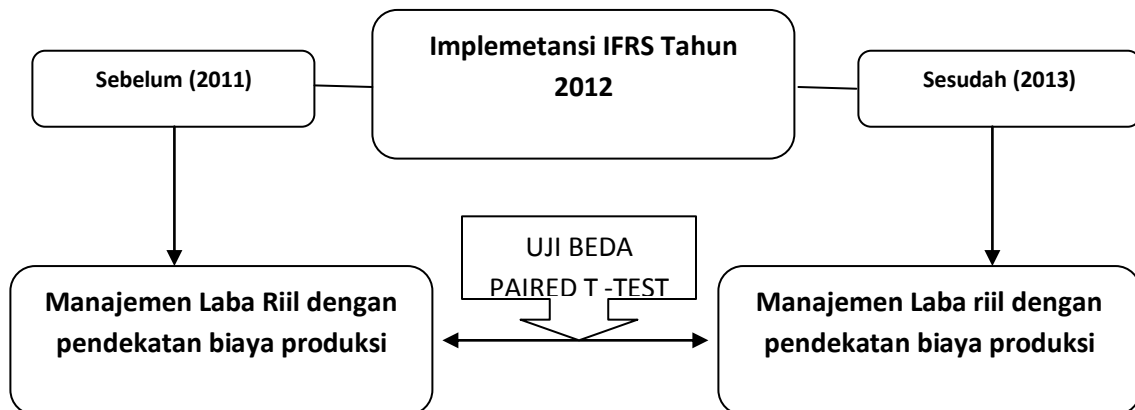 Implemetansi IFRS Tahun
2012
Sebelum (2011)
Sesudah (2013)
UJI BEDA
PAIRED T -TEST
Manajemen Laba Riil dengan
pendekatan biaya produksi
Manajemen Laba riil dengan
pendekatan biaya produksi